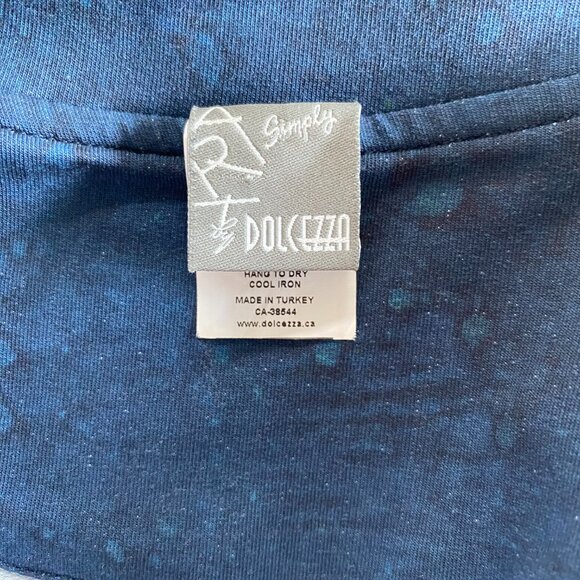 Simply
ART
by DOLCEZZA
HANG TO DRY
COOL IRON
MADE IN TURKEY
CA-38544
www.dolcezza.ca